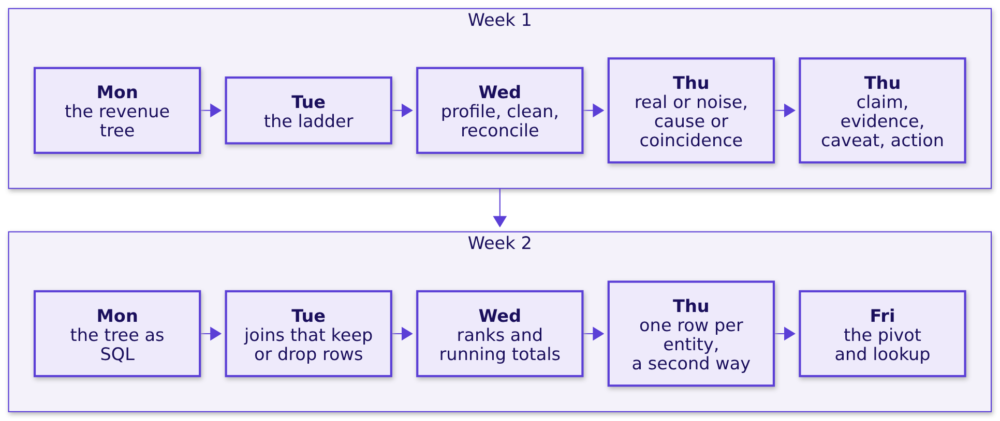 Week 1
Mon
the revenue
tree
Tue
the ladder
Wed
profile, clean,
reconcile
Thu
real or noise,
cause or
coincidence
Thu
claim,
evidence,
caveat, action
Week 2
Mon
the tree as
SQL
Tue
joins that keep
or drop rows
Wed
ranks and
running totals
Thu
one row per
entity,
a second way
Fri
the pivot
and lookup